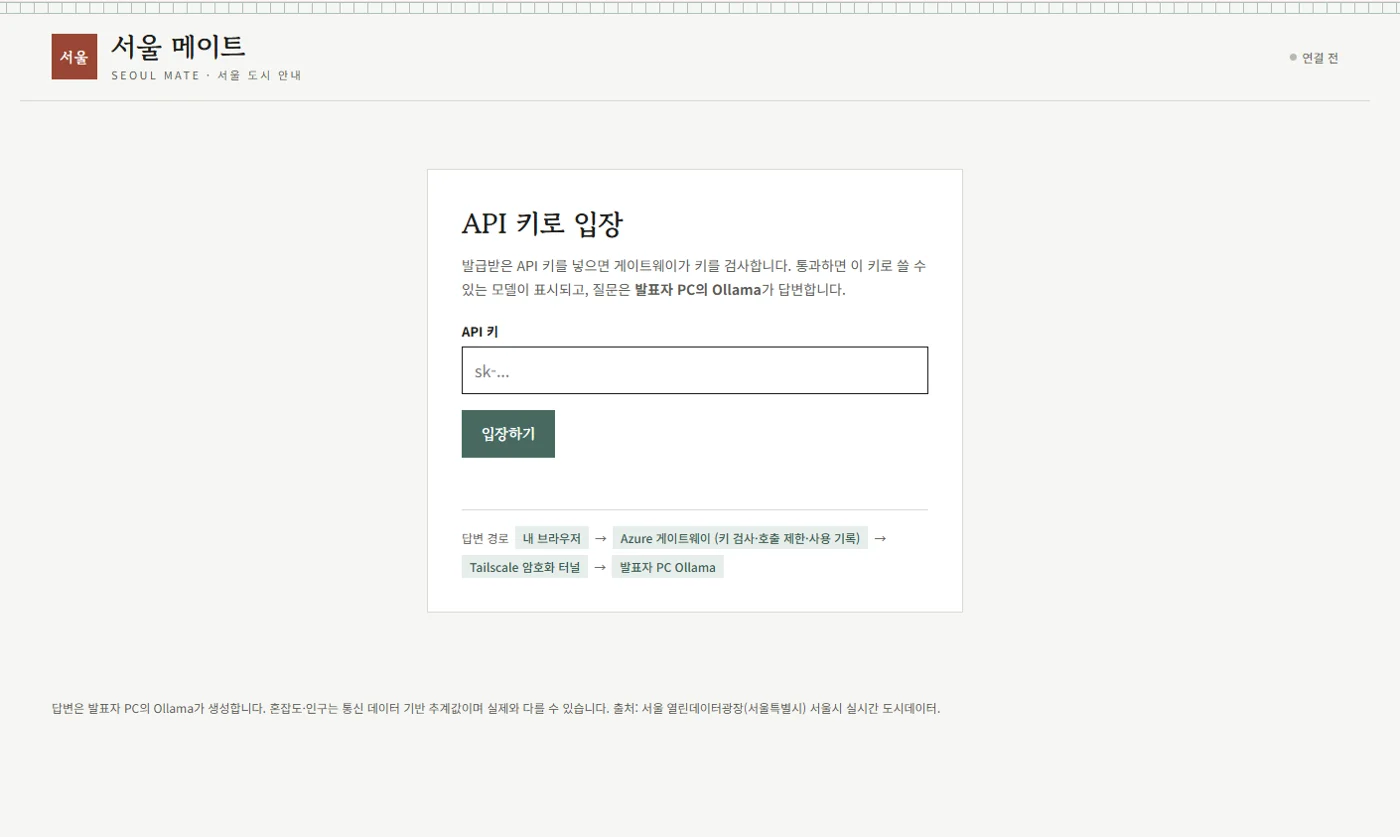 서울
서울 메이트
SEOUL MATE · 서울 도시 안내
연결 전
API 키로 입장
발급받은 API 키를 넣으면 게이트웨이가 키를 검사합니다. 통과하면 이 키로 쓸 수
있는 모델이 표시되고, 질문은 발표자 PC의 Ollama가 답변합니다.
API 키
sk-...
입장하기
답변 경로 내 브라우저 → Azure 게이트웨이 (키 검사·호출 제한·사용 기록) →
Tailscale 암호화 터널 → 발표자 PC Ollama
답변은 발표자 PC의 Ollama가 생성합니다. 혼잡도·인구는 통신 데이터 기반 추계값이며 실제와 다를 수 있습니다. 출처: 서울 열린데이터광장(서울특별시) 서울시 실시간 도시데이터.